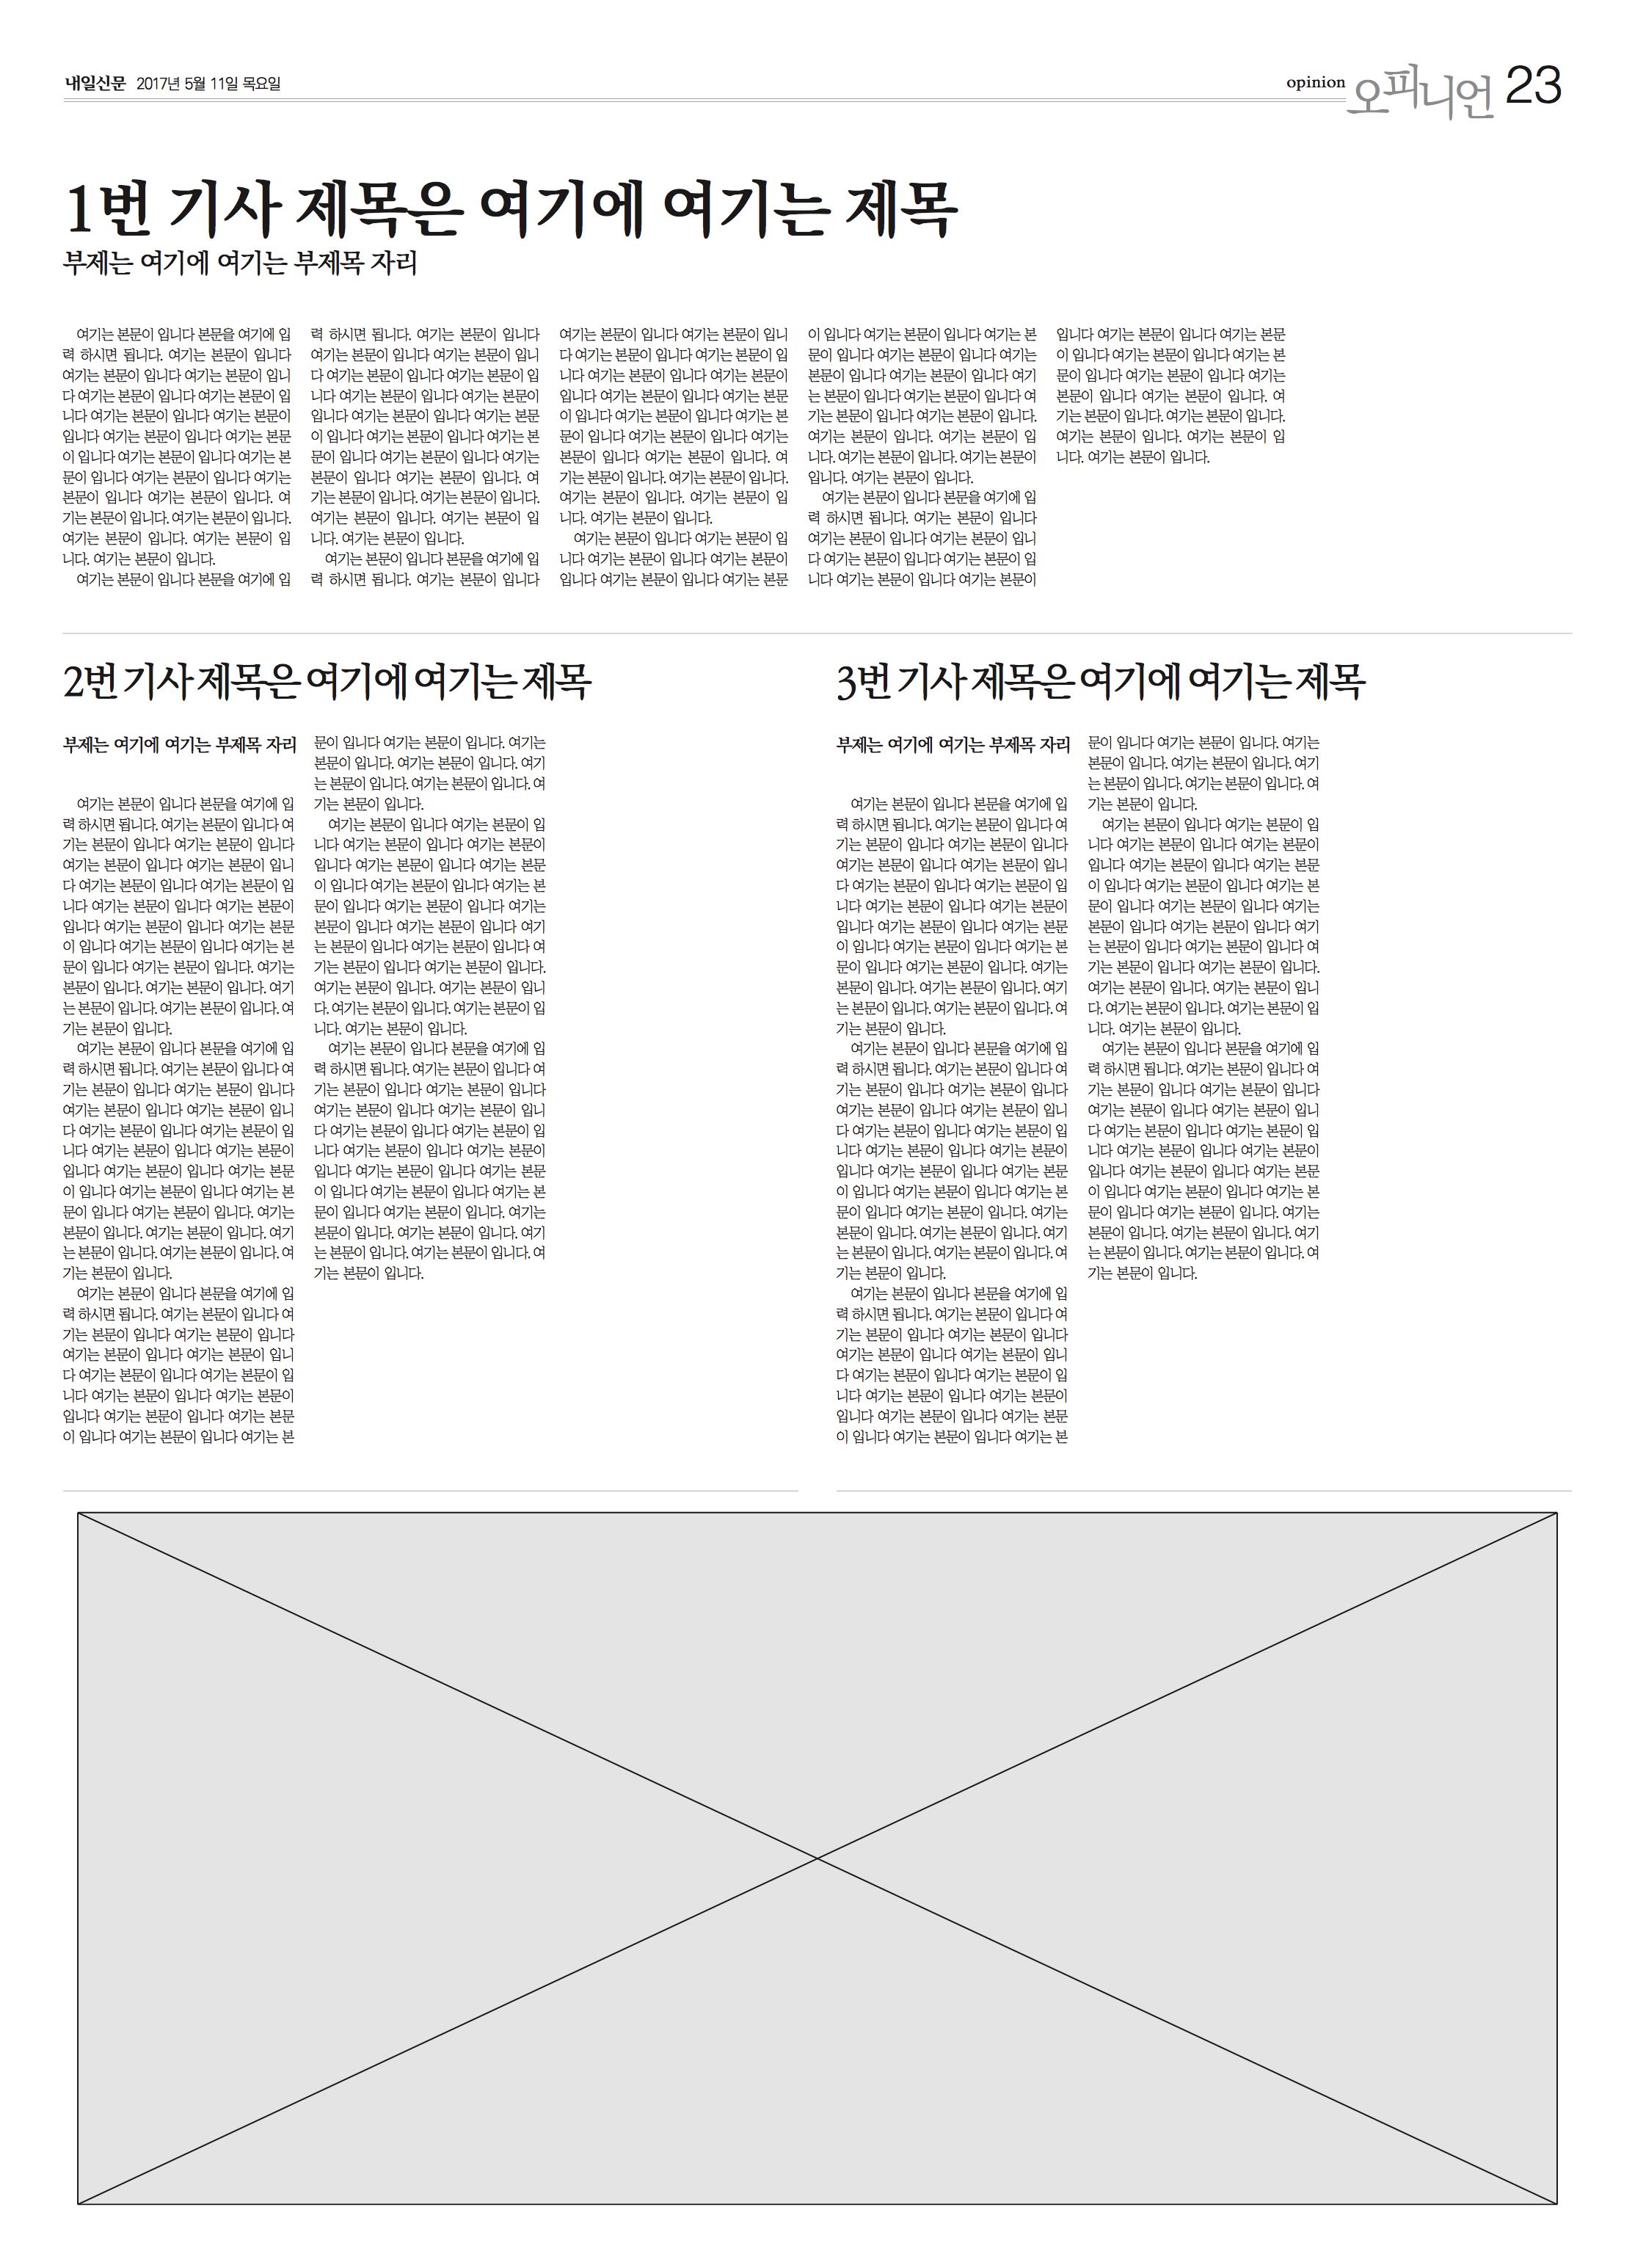 내일신문 2017년 5월 11일 목요일
opinion 오피니언 23
1번 기사 제목은 여기에 여기는 제목
부제는 여기에 여기는 부제목 자리
여기는 본문이 입니다 본문을 여기에 입
력 하시면 됩니다. 여기는 본문이 입니다
여기는 본문이 입니다 여기는 본문이 입니
다 여기는 본문이 입니다 여기는 본문이 입
니다 여기는 본문이 입니다 여기는 본문이
입니다 여기는 본문이 입니다 여기는 본문
이 입니다 여기는 본문이 입니다 여기는 본
문이 입니다 여기는 본문이 입니다 여기는
본문이 입니다 여기는 본문이 입니다. 여
기는 본문이 입니다. 여기는 본문이 입니다.
여기는 본문이 입니다. 여기는 본문이 입
니다. 여기는 본문이 입니다.
여기는 본문이 입니다 본문을 여기에 입
력 하시면 됩니다. 여기는 본문이 입니다
여기는 본문이 입니다 여기는 본문이 입니
다 여기는 본문이 입니다 여기는 본문이 입
니다 여기는 본문이 입니다 여기는 본문이
입니다 여기는 본문이 입니다 여기는 본문
이 입니다 여기는 본문이 입니다 여기는 본
문이 입니다 여기는 본문이 입니다 여기는
본문이 입니다 여기는 본문이 입니다. 여
기는 본문이 입니다. 여기는 본문이 입니다.
여기는 본문이 입니다. 여기는 본문이 입
니다. 여기는 본문이 입니다.
여기는 본문이 입니다 본문을 여기에 입
력 하시면 됩니다. 여기는 본문이 입니다
여기는 본문이 입니다 여기는 본문이 입니
다 여기는 본문이 입니다 여기는 본문이 입
니다 여기는 본문이 입니다 여기는 본문이
입니다 여기는 본문이 입니다 여기는 본문
이 입니다 여기는 본문이 입니다 여기는 본
문이 입니다 여기는 본문이 입니다 여기는
본문이 입니다 여기는 본문이 입니다. 여
기는 본문이 입니다. 여기는 본문이 입니다.
여기는 본문이 입니다. 여기는 본문이 입
니다. 여기는 본문이 입니다.
여기는 본문이 입니다 여기는 본문이 입
니다 여기는 본문이 입니다 여기는 본문이
입니다 여기는 본문이 입니다 여기는 본문
이 입니다 여기는 본문이 입니다 여기는 본
문이 입니다 여기는 본문이 입니다 여기는
본문이 입니다 여기는 본문이 입니다 여기
는 본문이 입니다 여기는 본문이 입니다 여
기는 본문이 입니다 여기는 본문이 입니다.
여기는 본문이 입니다. 여기는 본문이 입
니다. 여기는 본문이 입니다. 여기는 본문이
입니다. 여기는 본문이 입니다.
여기는 본문이 입니다 본문을 여기에 입
력 하시면 됩니다. 여기는 본문이 입니다
여기는 본문이 입니다 여기는 본문이 입니
다 여기는 본문이 입니다 여기는 본문이 입
니다 여기는 본문이 입니다 여기는 본문이
입니다 여기는 본문이 입니다 여기는 본문
이 입니다 여기는 본문이 입니다 여기는 본
문이 입니다 여기는 본문이 입니다 여기는
본문이 입니다 여기는 본문이 입니다. 여
기는 본문이 입니다. 여기는 본문이 입니다.
여기는 본문이 입니다. 여기는 본문이 입
니다. 여기는 본문이 입니다.
2번 기사 제목은 여기에 여기는 제목
부제는 여기에 여기는 부제목 자리
여기는 본문이 입니다 본문을 여기에 입
력 하시면 됩니다. 여기는 본문이 입니다 여
기는 본문이 입니다 여기는 본문이 입니다
여기는 본문이 입니다 여기는 본문이 입니
다 여기는 본문이 입니다 여기는 본문이 입
니다 여기는 본문이 입니다 여기는 본문이
입니다 여기는 본문이 입니다 여기는 본문
이 입니다 여기는 본문이 입니다 여기는 본
문이 입니다 여기는 본문이 입니다. 여기는
본문이 입니다. 여기는 본문이 입니다. 여기
는 본문이 입니다. 여기는 본문이 입니다. 여
기는 본문이 입니다.
여기는 본문이 입니다 본문을 여기에 입
력 하시면 됩니다. 여기는 본문이 입니다 여
기는 본문이 입니다 여기는 본문이 입니다
여기는 본문이 입니다 여기는 본문이 입니
다 여기는 본문이 입니다 여기는 본문이 입
니다 여기는 본문이 입니다 여기는 본문이
입니다 여기는 본문이 입니다 여기는 본문
이 입니다 여기는 본문이 입니다 여기는 본
문이 입니다 여기는 본문이 입니다. 여기는
본문이 입니다. 여기는 본문이 입니다. 여기
는 본문이 입니다. 여기는 본문이 입니다. 여
기는 본문이 입니다.
여기는 본문이 입니다 본문을 여기에 입
력 하시면 됩니다. 여기는 본문이 입니다 여
기는 본문이 입니다 여기는 본문이 입니다
여기는 본문이 입니다 여기는 본문이 입니
다 여기는 본문이 입니다 여기는 본문이 입
니다 여기는 본문이 입니다 여기는 본문이
입니다 여기는 본문이 입니다 여기는 본문
이 입니다 여기는 본문이 입니다 여기는 본
문이 입니다 여기는 본문이 입니다. 여기는
본문이 입니다. 여기는 본문이 입니다. 여기
는 본문이 입니다. 여기는 본문이 입니다. 여
기는 본문이 입니다.
여기는 본문이 입니다 여기는 본문이 입
니다 여기는 본문이 입니다 여기는 본문이
입니다 여기는 본문이 입니다 여기는 본문
이 입니다 여기는 본문이 입니다 여기는 본
문이 입니다 여기는 본문이 입니다 여기는
본문이 입니다 여기는 본문이 입니다 여기
는 본문이 입니다 여기는 본문이 입니다 여
기는 본문이 입니다 여기는 본문이 입니다.
여기는 본문이 입니다. 여기는 본문이 입니
다. 여기는 본문이 입니다. 여기는 본문이 입
니다. 여기는 본문이 입니다.
여기는 본문이 입니다 본문을 여기에 입
력 하시면 됩니다. 여기는 본문이 입니다 여
기는 본문이 입니다 여기는 본문이 입니다
여기는 본문이 입니다 여기는 본문이 입니
다 여기는 본문이 입니다 여기는 본문이 입
니다 여기는 본문이 입니다 여기는 본문이
입니다 여기는 본문이 입니다 여기는 본문
이 입니다 여기는 본문이 입니다 여기는 본
문이 입니다 여기는 본문이 입니다. 여기는
본문이 입니다. 여기는 본문이 입니다. 여기
는 본문이 입니다. 여기는 본문이 입니다. 여
기는 본문이 입니다.
3번 기사 제목은 여기에 여기는 제목
부제는 여기에 여기는 부제목 자리
여기는 본문이 입니다 본문을 여기에 입
력 하시면 됩니다. 여기는 본문이 입니다 여
기는 본문이 입니다 여기는 본문이 입니다
여기는 본문이 입니다 여기는 본문이 입니
다 여기는 본문이 입니다 여기는 본문이 입
니다 여기는 본문이 입니다 여기는 본문이
입니다 여기는 본문이 입니다 여기는 본문
이 입니다 여기는 본문이 입니다 여기는 본
문이 입니다 여기는 본문이 입니다. 여기는
본문이 입니다. 여기는 본문이 입니다. 여기
는 본문이 입니다. 여기는 본문이 입니다. 여
기는 본문이 입니다.
여기는 본문이 입니다 본문을 여기에 입
력 하시면 됩니다. 여기는 본문이 입니다 여
기는 본문이 입니다 여기는 본문이 입니다
여기는 본문이 입니다 여기는 본문이 입니
다 여기는 본문이 입니다 여기는 본문이 입
니다 여기는 본문이 입니다 여기는 본문이
입니다 여기는 본문이 입니다 여기는 본문
이 입니다 여기는 본문이 입니다 여기는 본
문이 입니다 여기는 본문이 입니다. 여기는
본문이 입니다. 여기는 본문이 입니다. 여기
는 본문이 입니다. 여기는 본문이 입니다. 여
기는 본문이 입니다.
여기는 본문이 입니다 본문을 여기에 입
력 하시면 됩니다. 여기는 본문이 입니다 여
기는 본문이 입니다 여기는 본문이 입니다
여기는 본문이 입니다 여기는 본문이 입니
다 여기는 본문이 입니다 여기는 본문이 입
니다 여기는 본문이 입니다 여기는 본문이
입니다 여기는 본문이 입니다 여기는 본문
이 입니다 여기는 본문이 입니다 여기는 본
문이 입니다 여기는 본문이 입니다. 여기는
본문이 입니다. 여기는 본문이 입니다. 여기
는 본문이 입니다. 여기는 본문이 입니다. 여
기는 본문이 입니다.
여기는 본문이 입니다 여기는 본문이 입
니다 여기는 본문이 입니다 여기는 본문이
입니다 여기는 본문이 입니다 여기는 본문
이 입니다 여기는 본문이 입니다 여기는 본
문이 입니다 여기는 본문이 입니다 여기는
본문이 입니다 여기는 본문이 입니다 여기
는 본문이 입니다 여기는 본문이 입니다 여
기는 본문이 입니다 여기는 본문이 입니다.
여기는 본문이 입니다. 여기는 본문이 입니
다. 여기는 본문이 입니다. 여기는 본문이 입
니다. 여기는 본문이 입니다.
여기는 본문이 입니다 본문을 여기에 입
력 하시면 됩니다. 여기는 본문이 입니다 여
기는 본문이 입니다 여기는 본문이 입니다
여기는 본문이 입니다 여기는 본문이 입니
다 여기는 본문이 입니다 여기는 본문이 입
니다 여기는 본문이 입니다 여기는 본문이
입니다 여기는 본문이 입니다 여기는 본문
이 입니다 여기는 본문이 입니다 여기는 본
문이 입니다 여기는 본문이 입니다. 여기는
본문이 입니다. 여기는 본문이 입니다. 여기
는 본문이 입니다. 여기는 본문이 입니다. 여
기는 본문이 입니다.